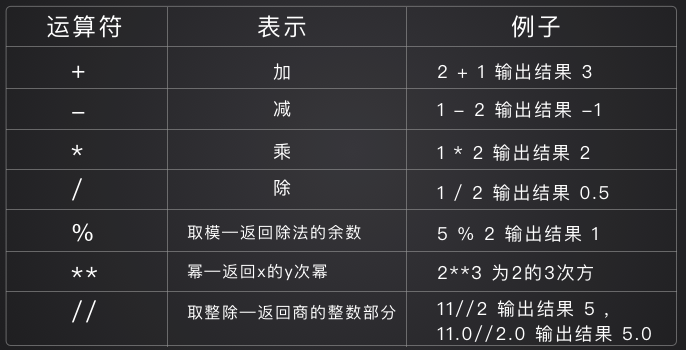 运算符 表示 例子
+ 加 2 + 1 输出结果 3
− 减 1 − 2 输出结果 −1
* 乘 1 * 2 输出结果 2
/ 除 1 / 2 输出结果 0.5
% 取模一返回除法的余数 5 % 2 输出结果 1
** 幂一返回x的y次幂 2**3 为2的3次方
// 取整除一返回商的整数部分 11//2 输出结果 5 ,
11.0//2.0 输出结果 5.0